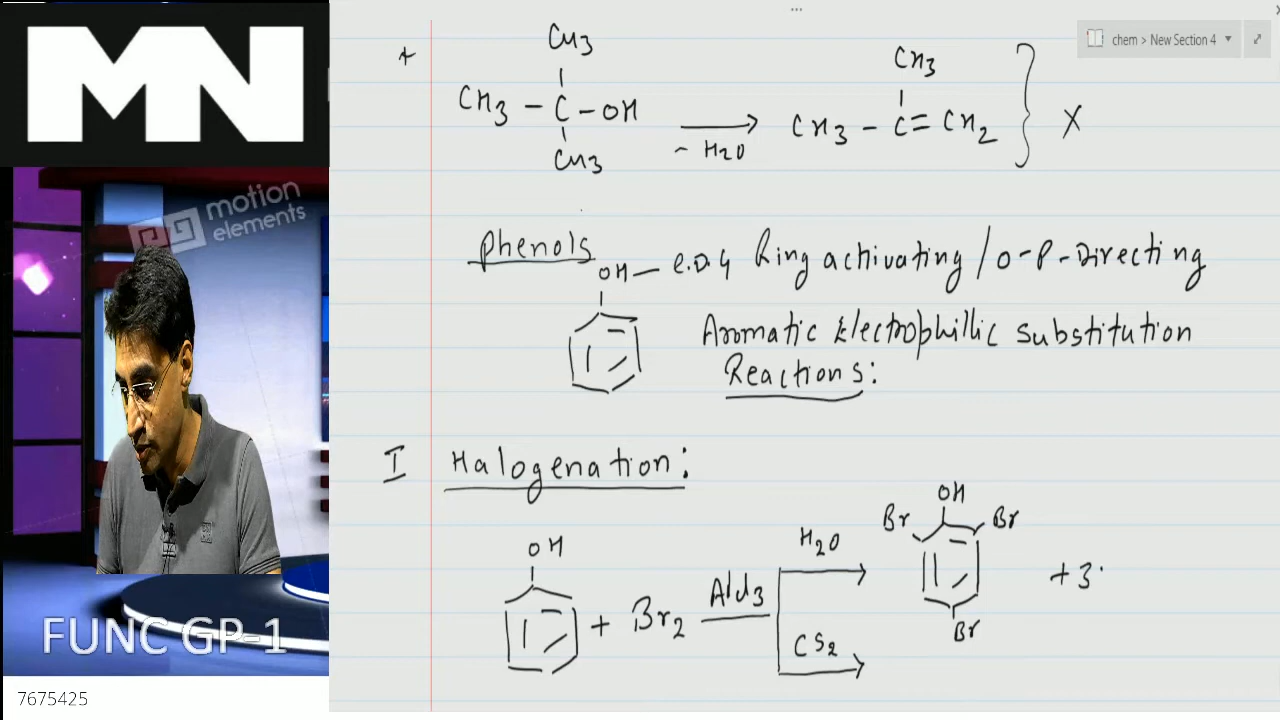 MN
motion
elements
FUNC GP-1
7675425
chem > New Section 4
+
CH3
CH3 - C - OH
CH3
- H2O
CH3
CH3 - C = CH2
X
Phenols
OH — e.D.G Ring activating / o-P-Directing
Aromatic Electrophillic Substitution
Reactions:
I Halogenation:
OH
+ Br2
AlCl3
H2O
CS2
OH
Br
Br
Br
+ 3